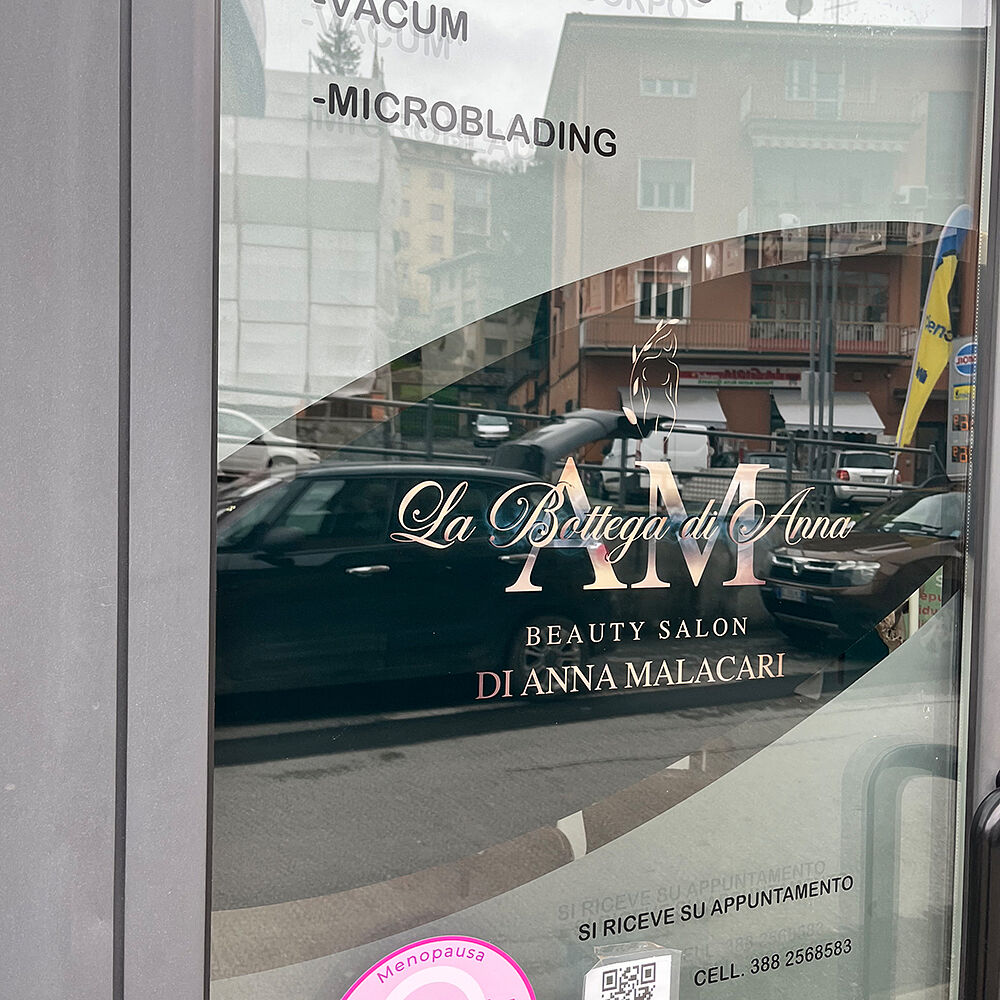 -VACUM
-MICROBLADING
AM
La Bottega di Anna
BEAUTY SALON
DI ANNA MALACARI
SI RICEVE SU APPUNTAMENTO
CELL. 388 2568583
Menopausa